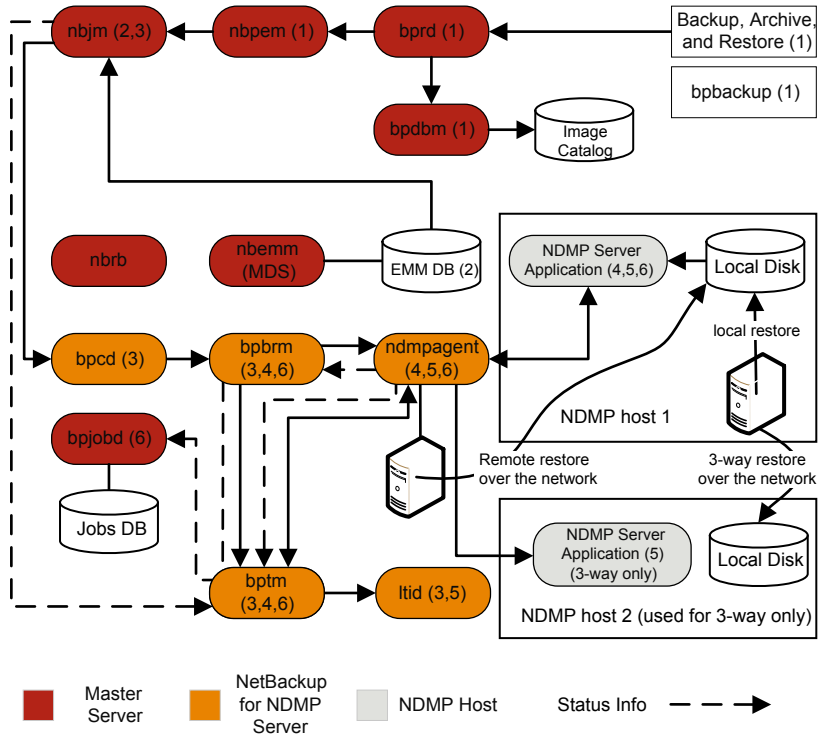 nbjm (2,3)
nbpem (1)
bprd (1)
Backup, Archive,
and Restore (1)
bpbackup (1)
bpdbm (1)
Image
Catalog
nbrb
nbemm
(MDS)
EMM DB (2)
NDMP Server
Application (4,5,6)
Local Disk
local restore
bpcd (3)
bpbrm
(3,4,6)
ndmpagent
(4,5,6)
NDMP host 1
bpjobd (6)
Jobs DB
Remote restore
over the network
3-way restore
over the network
NDMP Server
Application (5)
(3-way only)
Local Disk
bptm
(3,4,6)
ltid (3,5)
NDMP host 2 (used for 3-way only)
Master
Server
NetBackup
for NDMP
Server
NDMP Host
Status Info